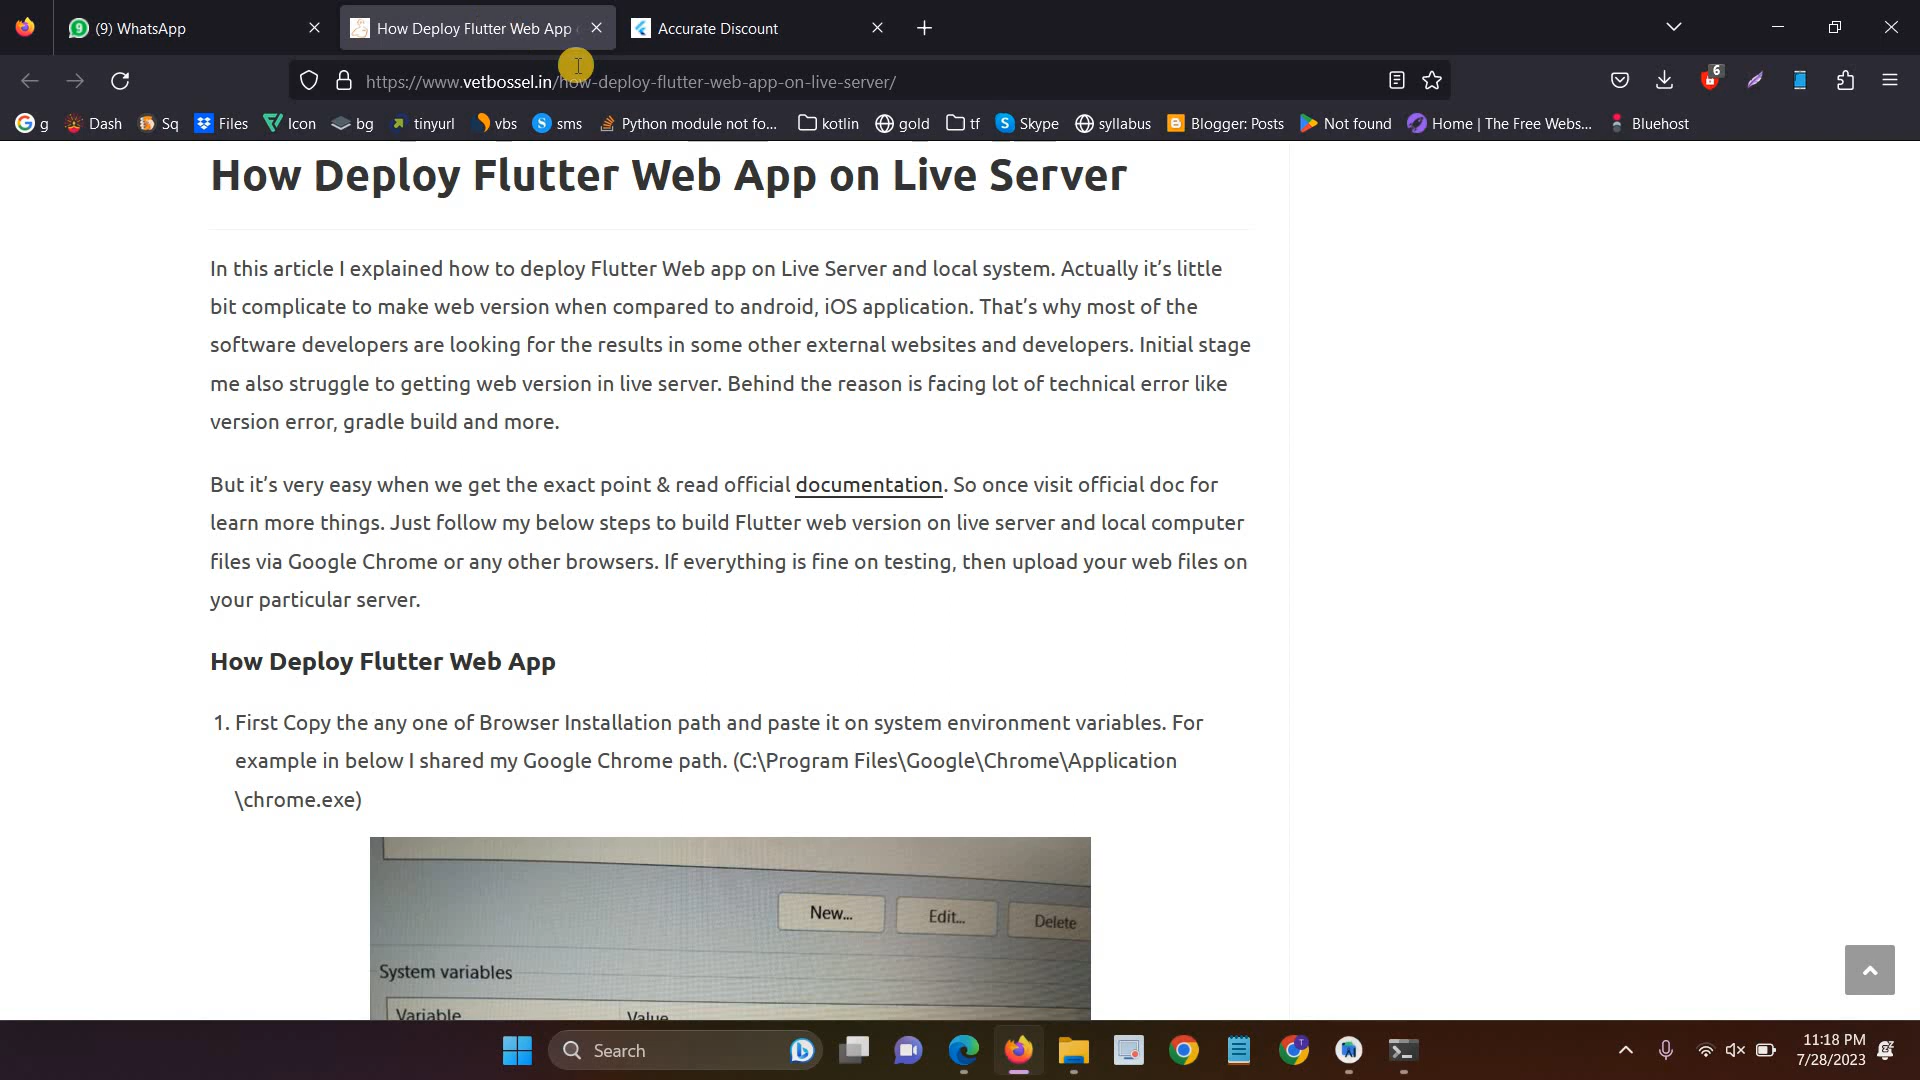 (9) WhatsApp
How Deploy Flutter Web App
Accurate Discount
https://www.vetbossel.in/how-deploy-flutter-web-app-on-live-server/
6
g
Dash
Sq
Files
Icon
bg
tinyurl
vbs
sms
Python module not fo...
kotlin
gold
tf
Skype
syllabus
Blogger: Posts
Not found
Home | The Free Webs...
Bluehost
How Deploy Flutter Web App on Live Server
In this article I explained how to deploy Flutter Web app on Live Server and local system. Actually it’s little
bit complicate to make web version when compared to android, iOS application. That’s why most of the
software developers are looking for the results in some other external websites and developers. Initial stage
me also struggle to getting web version in live server. Behind the reason is facing lot of technical error like
version error, gradle build and more.
But it’s very easy when we get the exact point & read official documentation. So once visit official doc for
learn more things. Just follow my below steps to build Flutter web version on live server and local computer
files via Google Chrome or any other browsers. If everything is fine on testing, then upload your web files on
your particular server.
How Deploy Flutter Web App
1. First Copy the any one of Browser Installation path and paste it on system environment variables. For
example in below I shared my Google Chrome path. (C:\Program Files\Google\Chrome\Application
\chrome.exe)
New...
Edit...
Delete
System variables
Variable
Value
Search
11:18 PM
7/28/2023